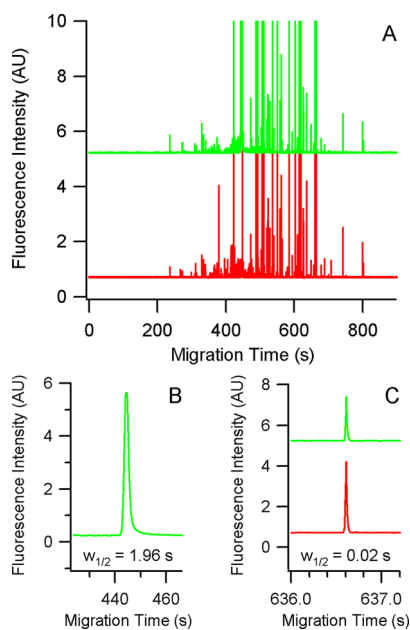 A
Fluorescence Intensity (AU)
10
8
6
4
2
0
0 200 400 600 800
Migration Time (s)
B
Fluorescence Intensity (AU)
6
4
2
0
w1/2 = 1.96 s
440 460
Migration Time (s)
C
Fluorescence Intensity (AU)
8
6
4
2
0
w1/2 = 0.02 s
636.0 637.0
Migration Time (s)